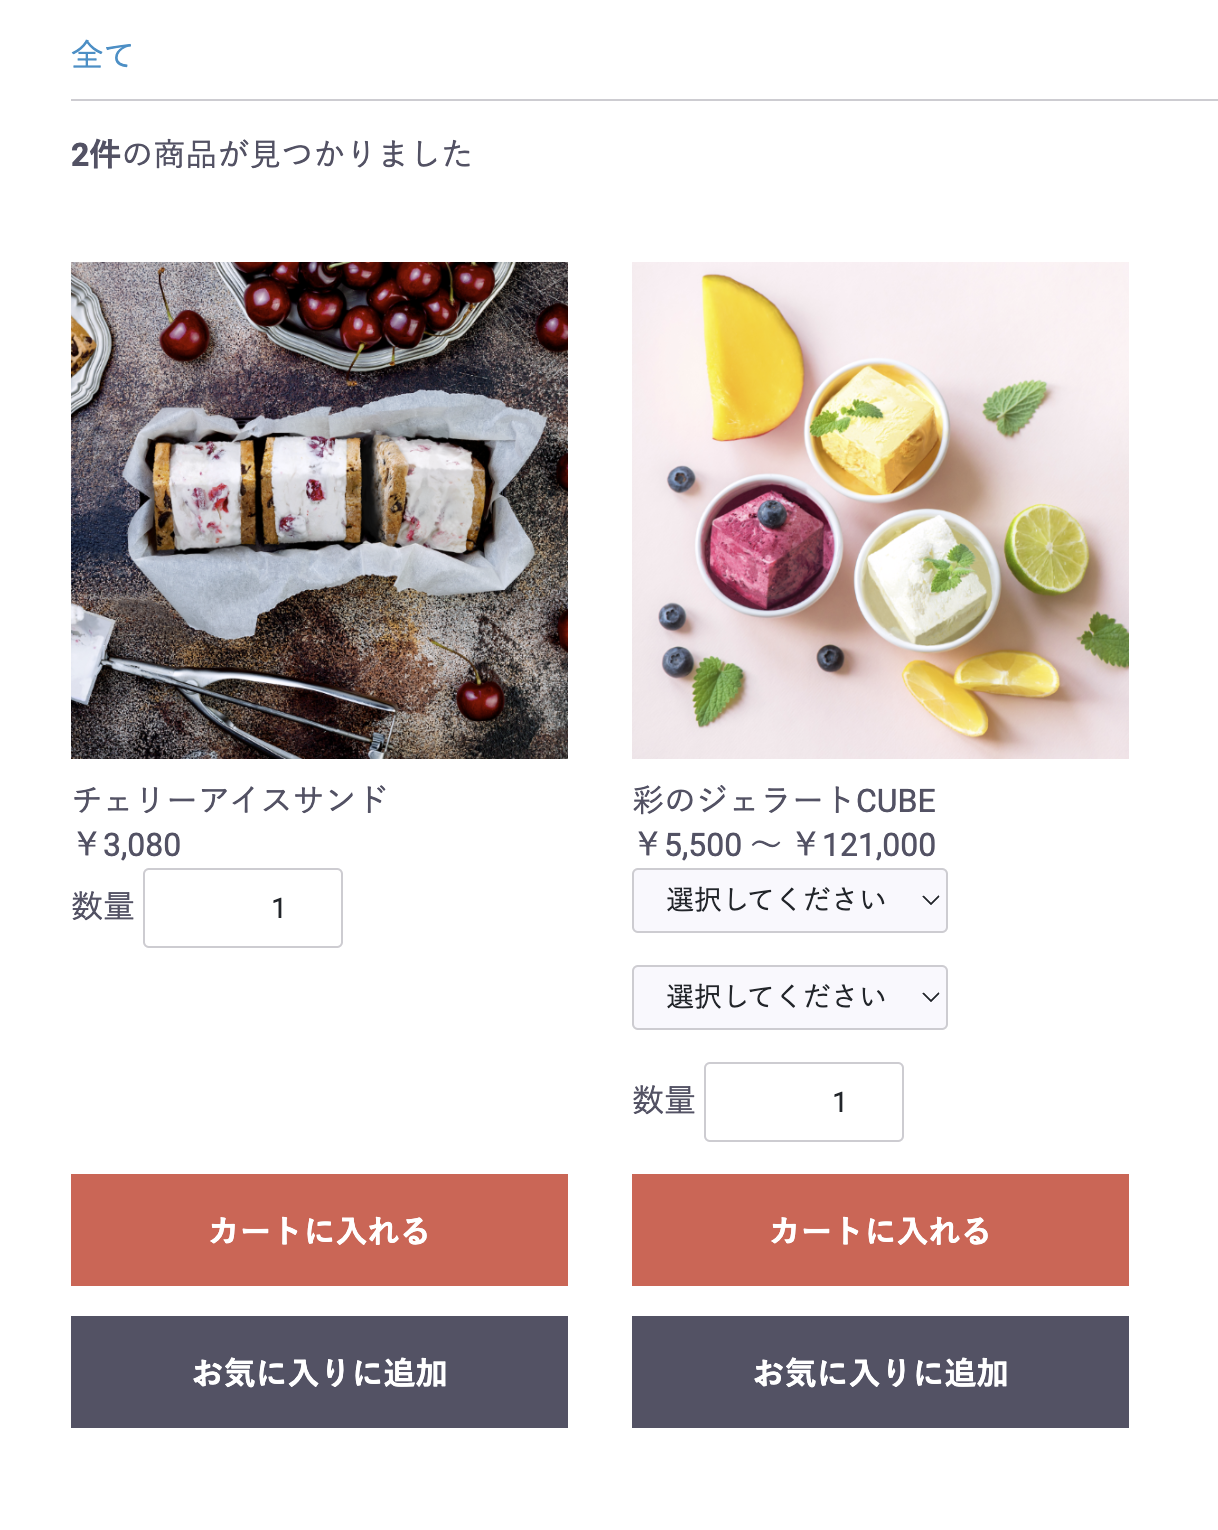 全て
2件の商品が見つかりました
チェリーアイスサンド
￥3,080
数量 1
カートに入れる
お気に入りに追加
彩のジェラートCUBE
￥5,500 ～ ￥121,000
選択してください
選択してください
数量 1
カートに入れる
お気に入りに追加